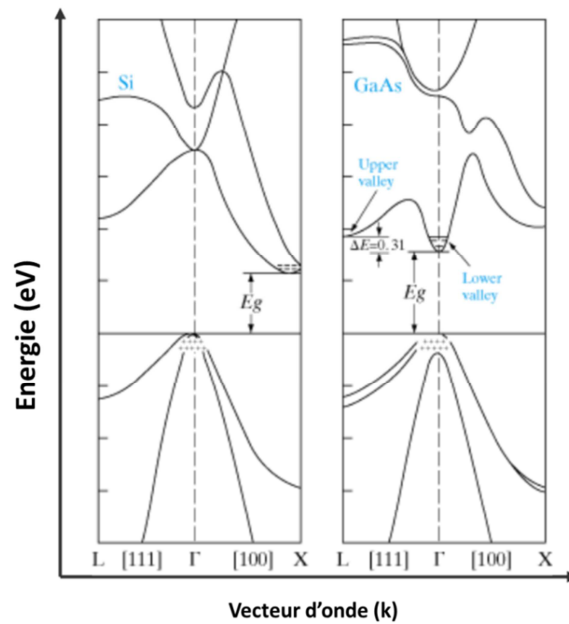 Energie (eV)
Si
Eg
GaAs
Upper
valley
ΔE=0.31
Lower
valley
Eg
L [111] Γ [100] X
L [111] Γ [100] X
Vecteur d'onde (k)